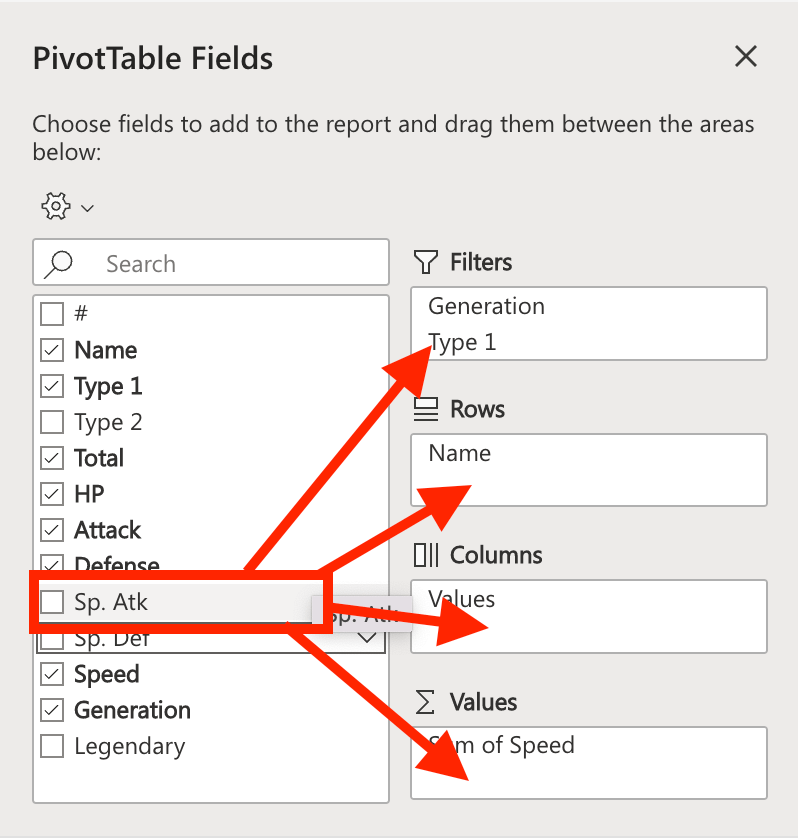 PivotTable Fields
Choose fields to add to the report and drag them between the areas
below:
Search
#
Name
Type 1
Type 2
Total
HP
Attack
Defense
Sp. Atk
Sp. Atk
Sp. Def
Speed
Generation
Legendary
Filters
Generation
Type 1
Rows
Name
Columns
Values
Values
Sum of Speed